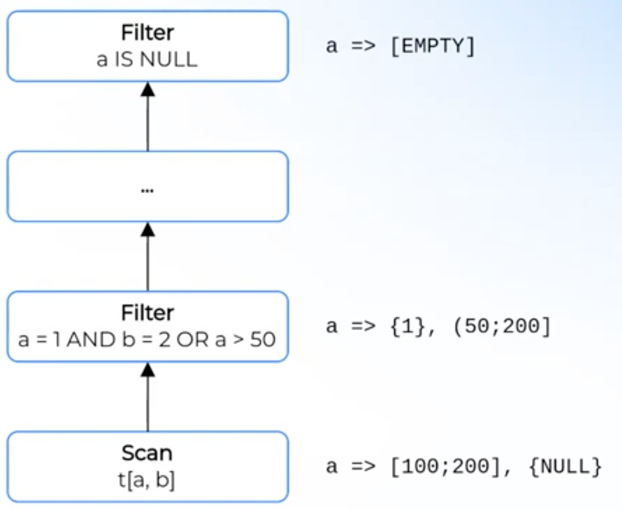 Filter
a IS NULL
a => [EMPTY]
...
Filter
a = 1 AND b = 2 OR a > 50
a => {1}, (50;200]
Scan
t[a, b]
a => [100;200], {NULL}